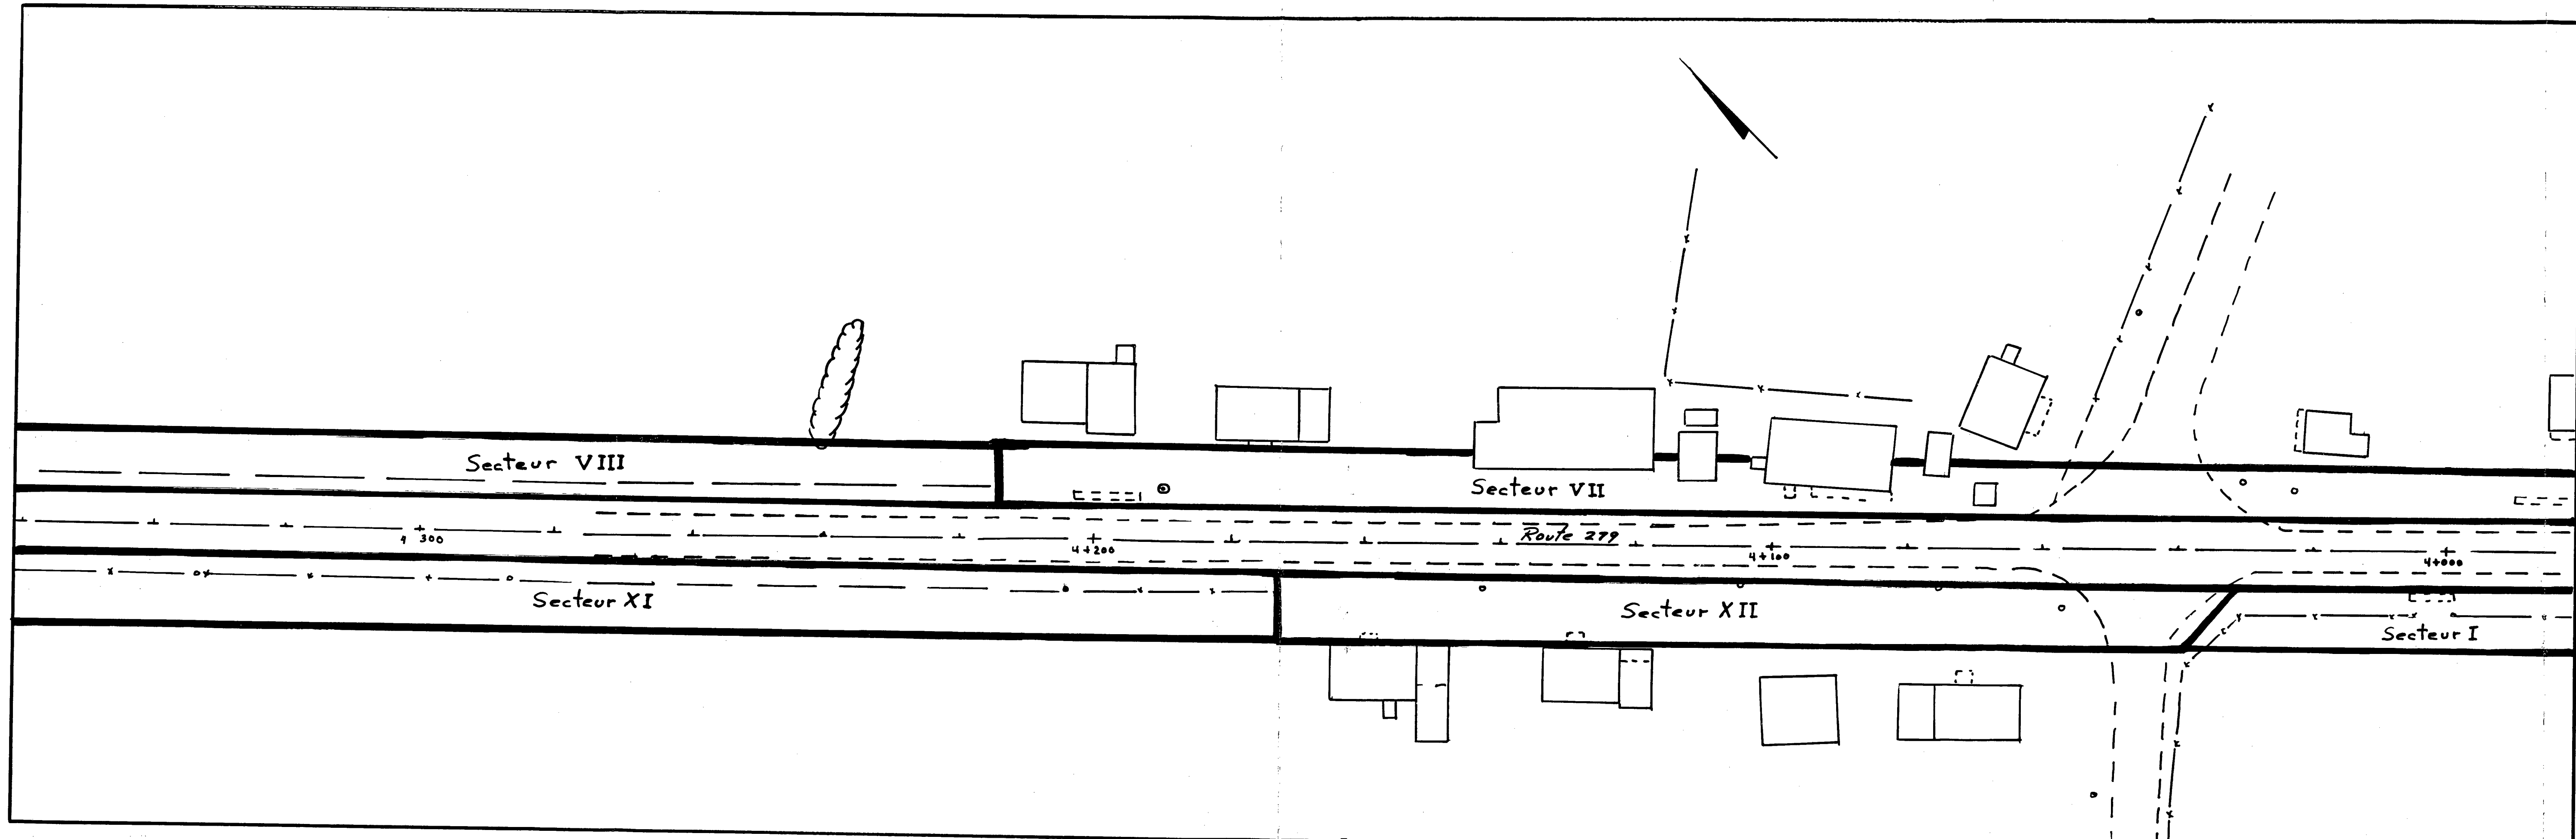 Secteur VIII
Secteur VII
Route 279
4 300
4+200
4+100
4+000
Secteur XI
Secteur XII
Secteur I